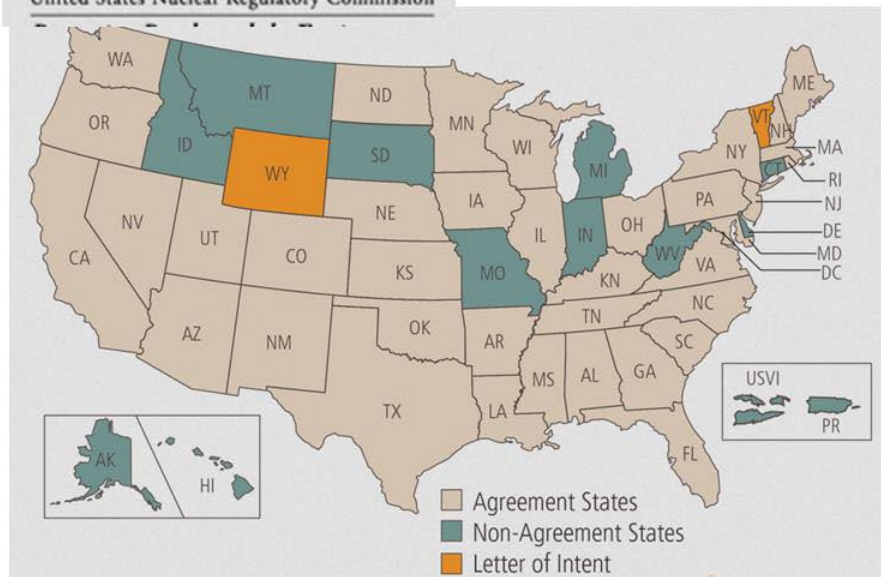 United States Nuclear Regulatory Commission
WA
MT
ND
MN
ME
OR
ID
SD
WI
MI
NY
VT
NH
MA
WY
RI
CT
NJ
NE
IA
PA
DE
NV
UT
CO
IL
IN
OH
MD
WV
VA
DC
CA
KS
MO
KN
NC
TN
AZ
NM
OK
AR
SC
MS
AL
GA
USVI
TX
LA
PR
FL
AK
HI
Agreement States
Non-Agreement States
Letter of Intent